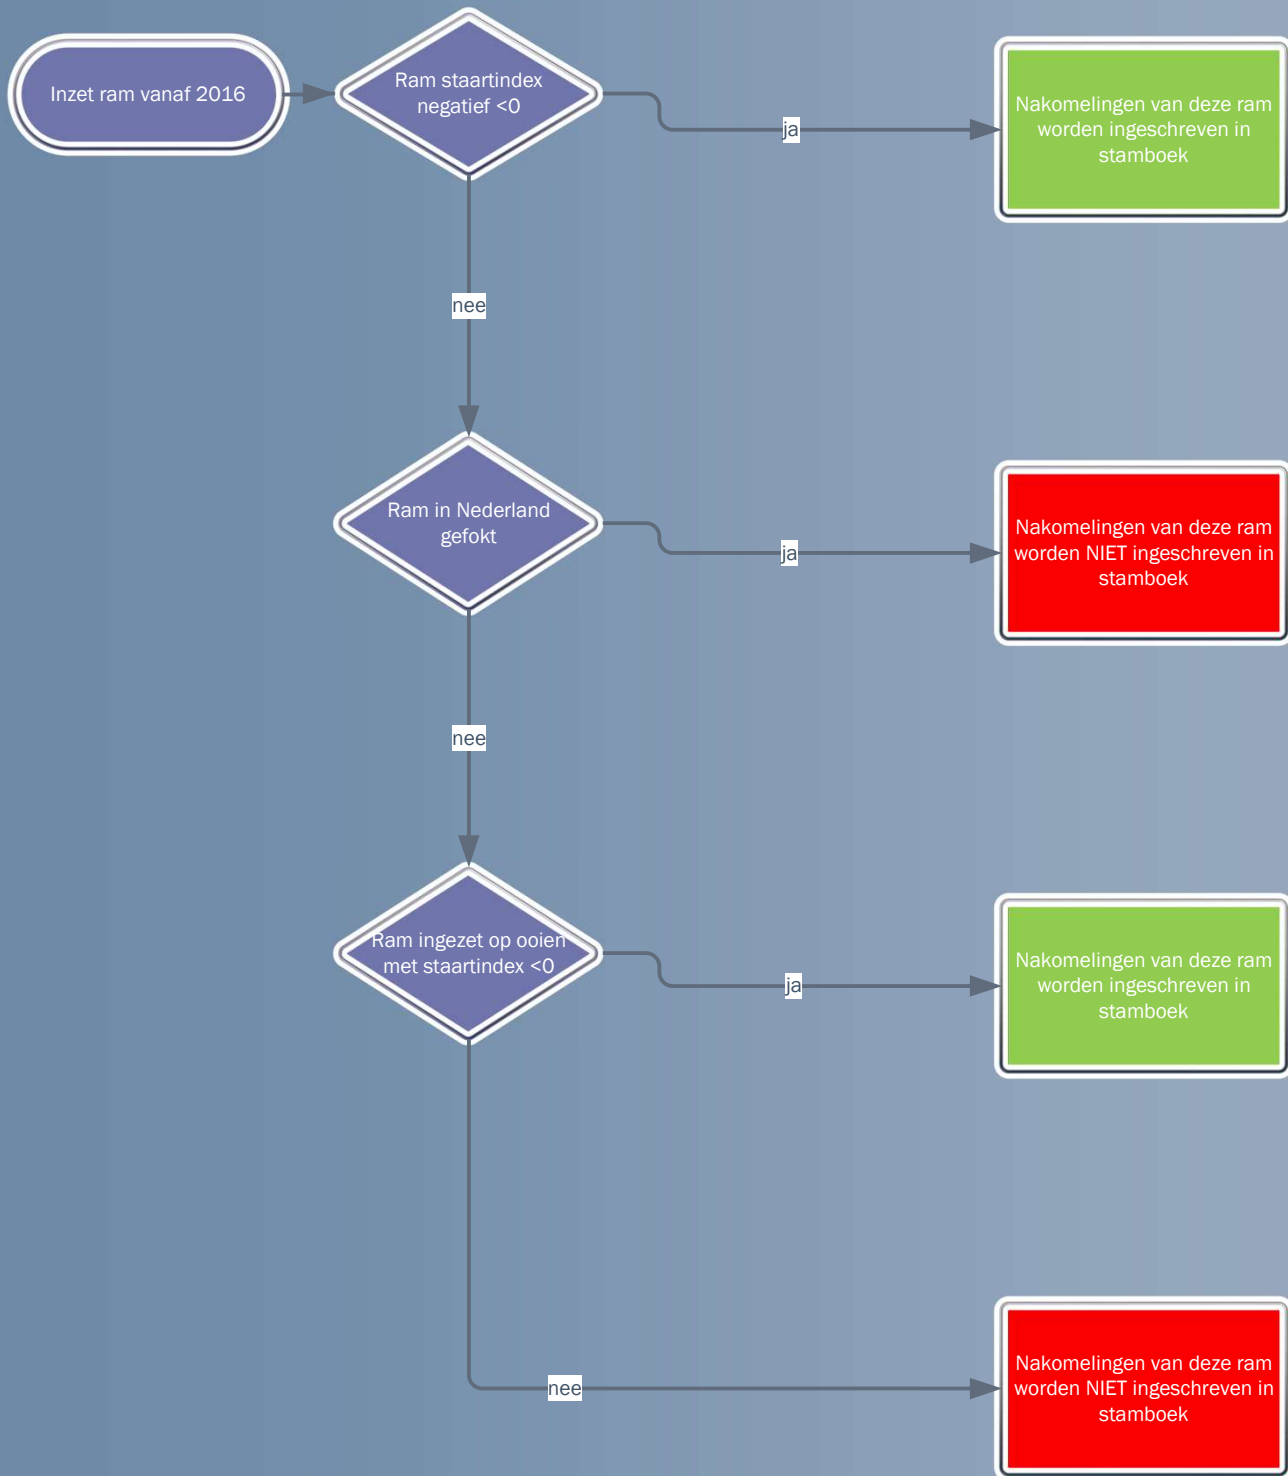 Inzet ram vanaf 2016
Ram staartindex
negatief <0
ja
Nakomelingen van deze ram
worden ingeschreven in
stamboek
nee
Ram in Nederland
gefokt
ja
Nakomelingen van deze ram
worden NIET ingeschreven in
stamboek
nee
Ram ingezet op ooien
met staartindex <0
ja
Nakomelingen van deze ram
worden ingeschreven in
stamboek
nee
Nakomelingen van deze ram
worden NIET ingeschreven in
stamboek